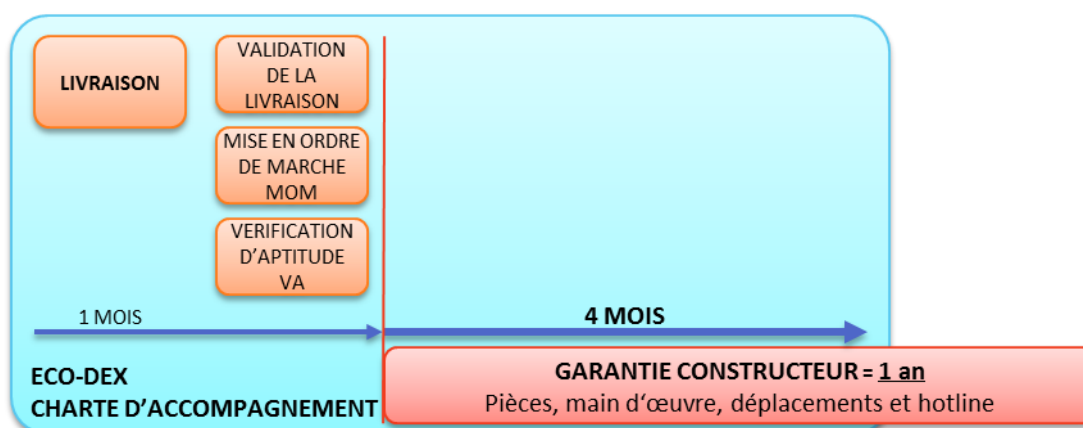 LIVRAISON
VALIDATION
DE LA
LIVRAISON
MISE EN ORDRE
DE MARCHE
MOM
VERIFICATION
D'APTITUDE
VA
1 MOIS
4 MOIS
ECO-DEX
CHARTE D'ACCOMPAGNEMENT
GARANTIE CONSTRUCTEUR = 1 an
Pièces, main d'œuvre, déplacements et hotline